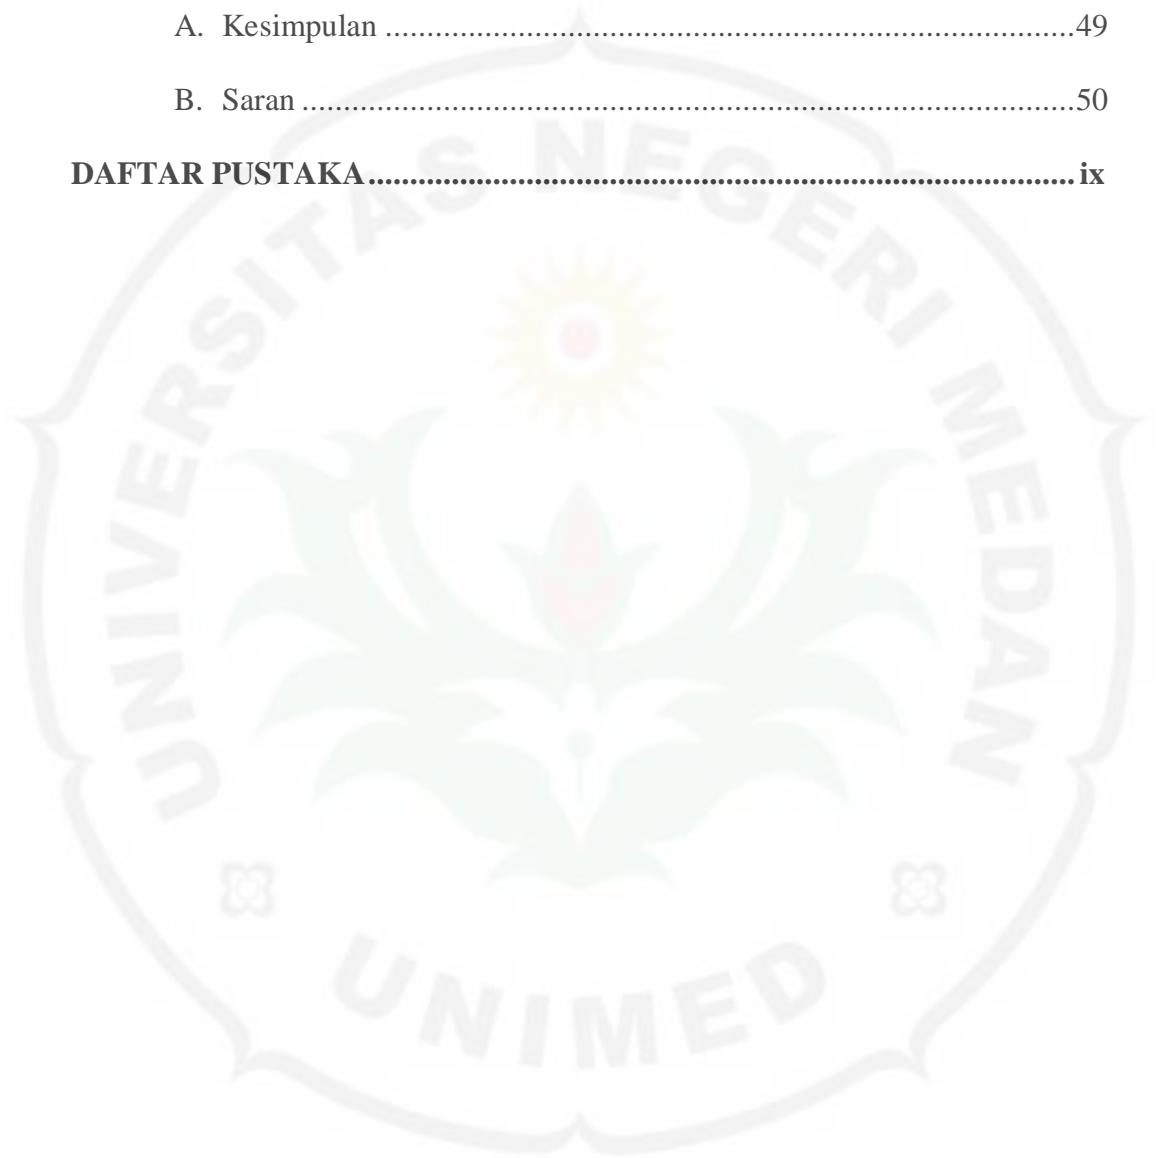 A. Kesimpulan ....................................................................................49
B. Saran ..............................................................................................50
DAFTAR PUSTAKA..................................................................................... ix
UNIVERSITAS NEGERI MEDAN
UNIMED